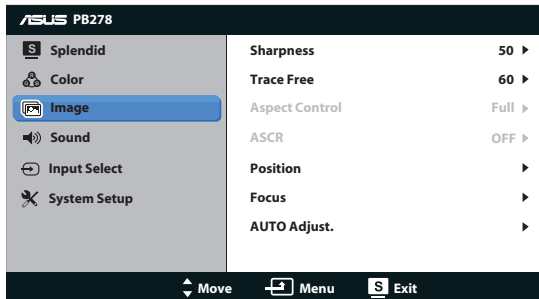 ASUS PB278
S Splendid
Color
Image
Sound
Input Select
System Setup
Sharpness 50
Trace Free 60
Aspect Control Full
ASCR OFF
Position
Focus
AUTO Adjust.
Move Menu S Exit